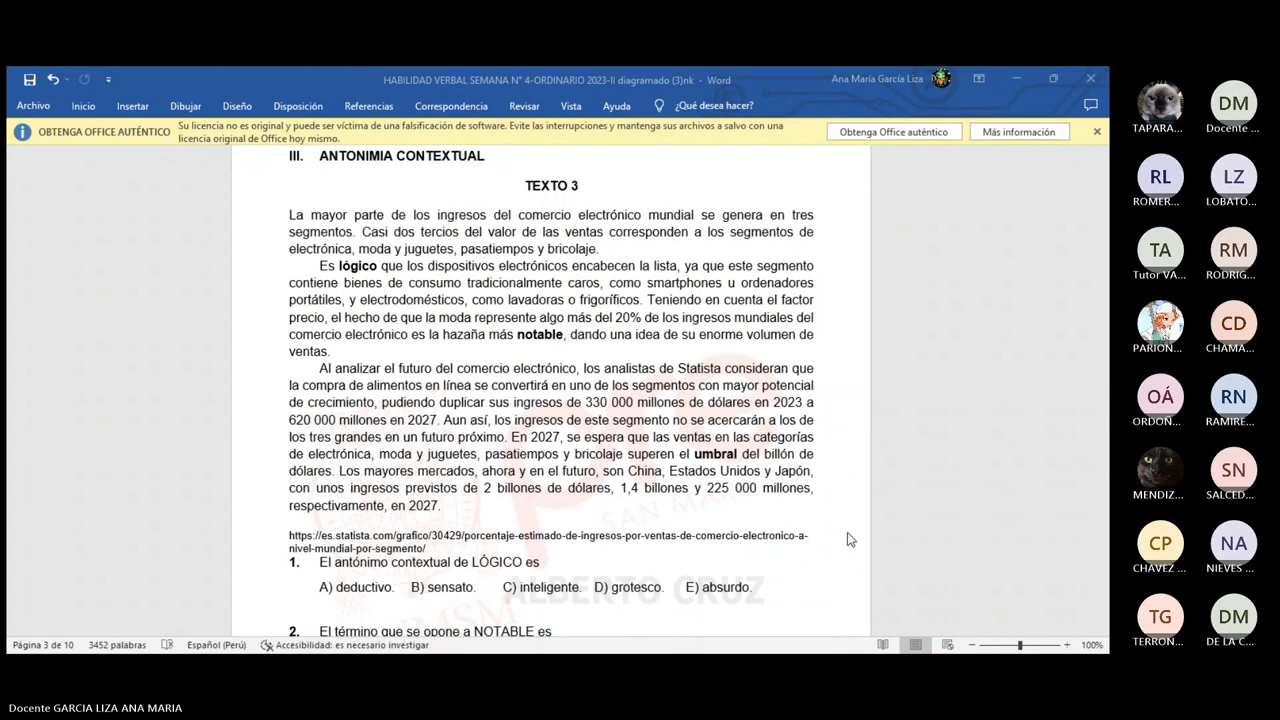 HABILIDAD VERBAL SEMANA N° 4-ORDINARIO 2023-II diagramado (3)nk - Word
Ana María García Liza
Archivo Inicio Insertar Dibujar Diseño Disposición Referencias Correspondencia Revisar Vista Ayuda ¿Qué desea hacer?
OBTENGA OFFICE AUTÉNTICO Su licencia no es original y puede ser víctima de una falsificación de software. Evite las interrupciones y mantenga sus archivos a salvo con una
licencia original de Office hoy mismo.
Obtenga Office auténtico Más información
III. ANTONIMIA CONTEXTUAL
TEXTO 3
La mayor parte de los ingresos del comercio electrónico mundial se genera en tres
segmentos. Casi dos tercios del valor de las ventas corresponden a los segmentos de
electrónica, moda y juguetes, pasatiempos y bricolaje.
Es lógico que los dispositivos electrónicos encabecen la lista, ya que este segmento
contiene bienes de consumo tradicionalmente caros, como smartphones u ordenadores
portátiles, y electrodomésticos, como lavadoras o frigoríficos. Teniendo en cuenta el factor
precio, el hecho de que la moda represente algo más del 20% de los ingresos mundiales del
comercio electrónico es la hazaña más notable, dando una idea de su enorme volumen de
ventas.
Al analizar el futuro del comercio electrónico, los analistas de Statista consideran que
la compra de alimentos en línea se convertirá en uno de los segmentos con mayor potencial
de crecimiento, pudiendo duplicar sus ingresos de 330 000 millones de dólares en 2023 a
620 000 millones en 2027. Aun así, los ingresos de este segmento no se acercarán a los de
los tres grandes en un futuro próximo. En 2027, se espera que las ventas en las categorías
de electrónica, moda y juguetes, pasatiempos y bricolaje superen el umbral del billón de
dólares. Los mayores mercados, ahora y en el futuro, son China, Estados Unidos y Japón,
con unos ingresos previstos de 2 billones de dólares, 1,4 billones y 225 000 millones,
respectivamente, en 2027.
https://es.statista.com/grafico/30429/porcentaje-estimado-de-ingresos-por-ventas-de-comercio-electronico-a-
nivel-mundial-por-segmento/
1. El antónimo contextual de LÓGICO es
A) deductivo. B) sensato. C) inteligente. D) grotesco. E) absurdo.
ALBERTO CRUZ
2. El término que se opone a NOTABLE es
Página 3 de 10 3452 palabras Español (Perú) Accesibilidad: es necesario investigar 100%
DM
TAPARA... Docente ...
RL LZ
ROMER... LOBATO...
TA RM
Tutor VA... RODRIG...
CD
PARION... CHAMA...
OÁ RN
ORDOÑ... RAMIRE...
SN
MENDIZ... SALCED...
CP NA
CHAVEZ ... NIEVES ...
TG DM
TERRON... DE LA C...
Docente GARCIA LIZA ANA MARIA